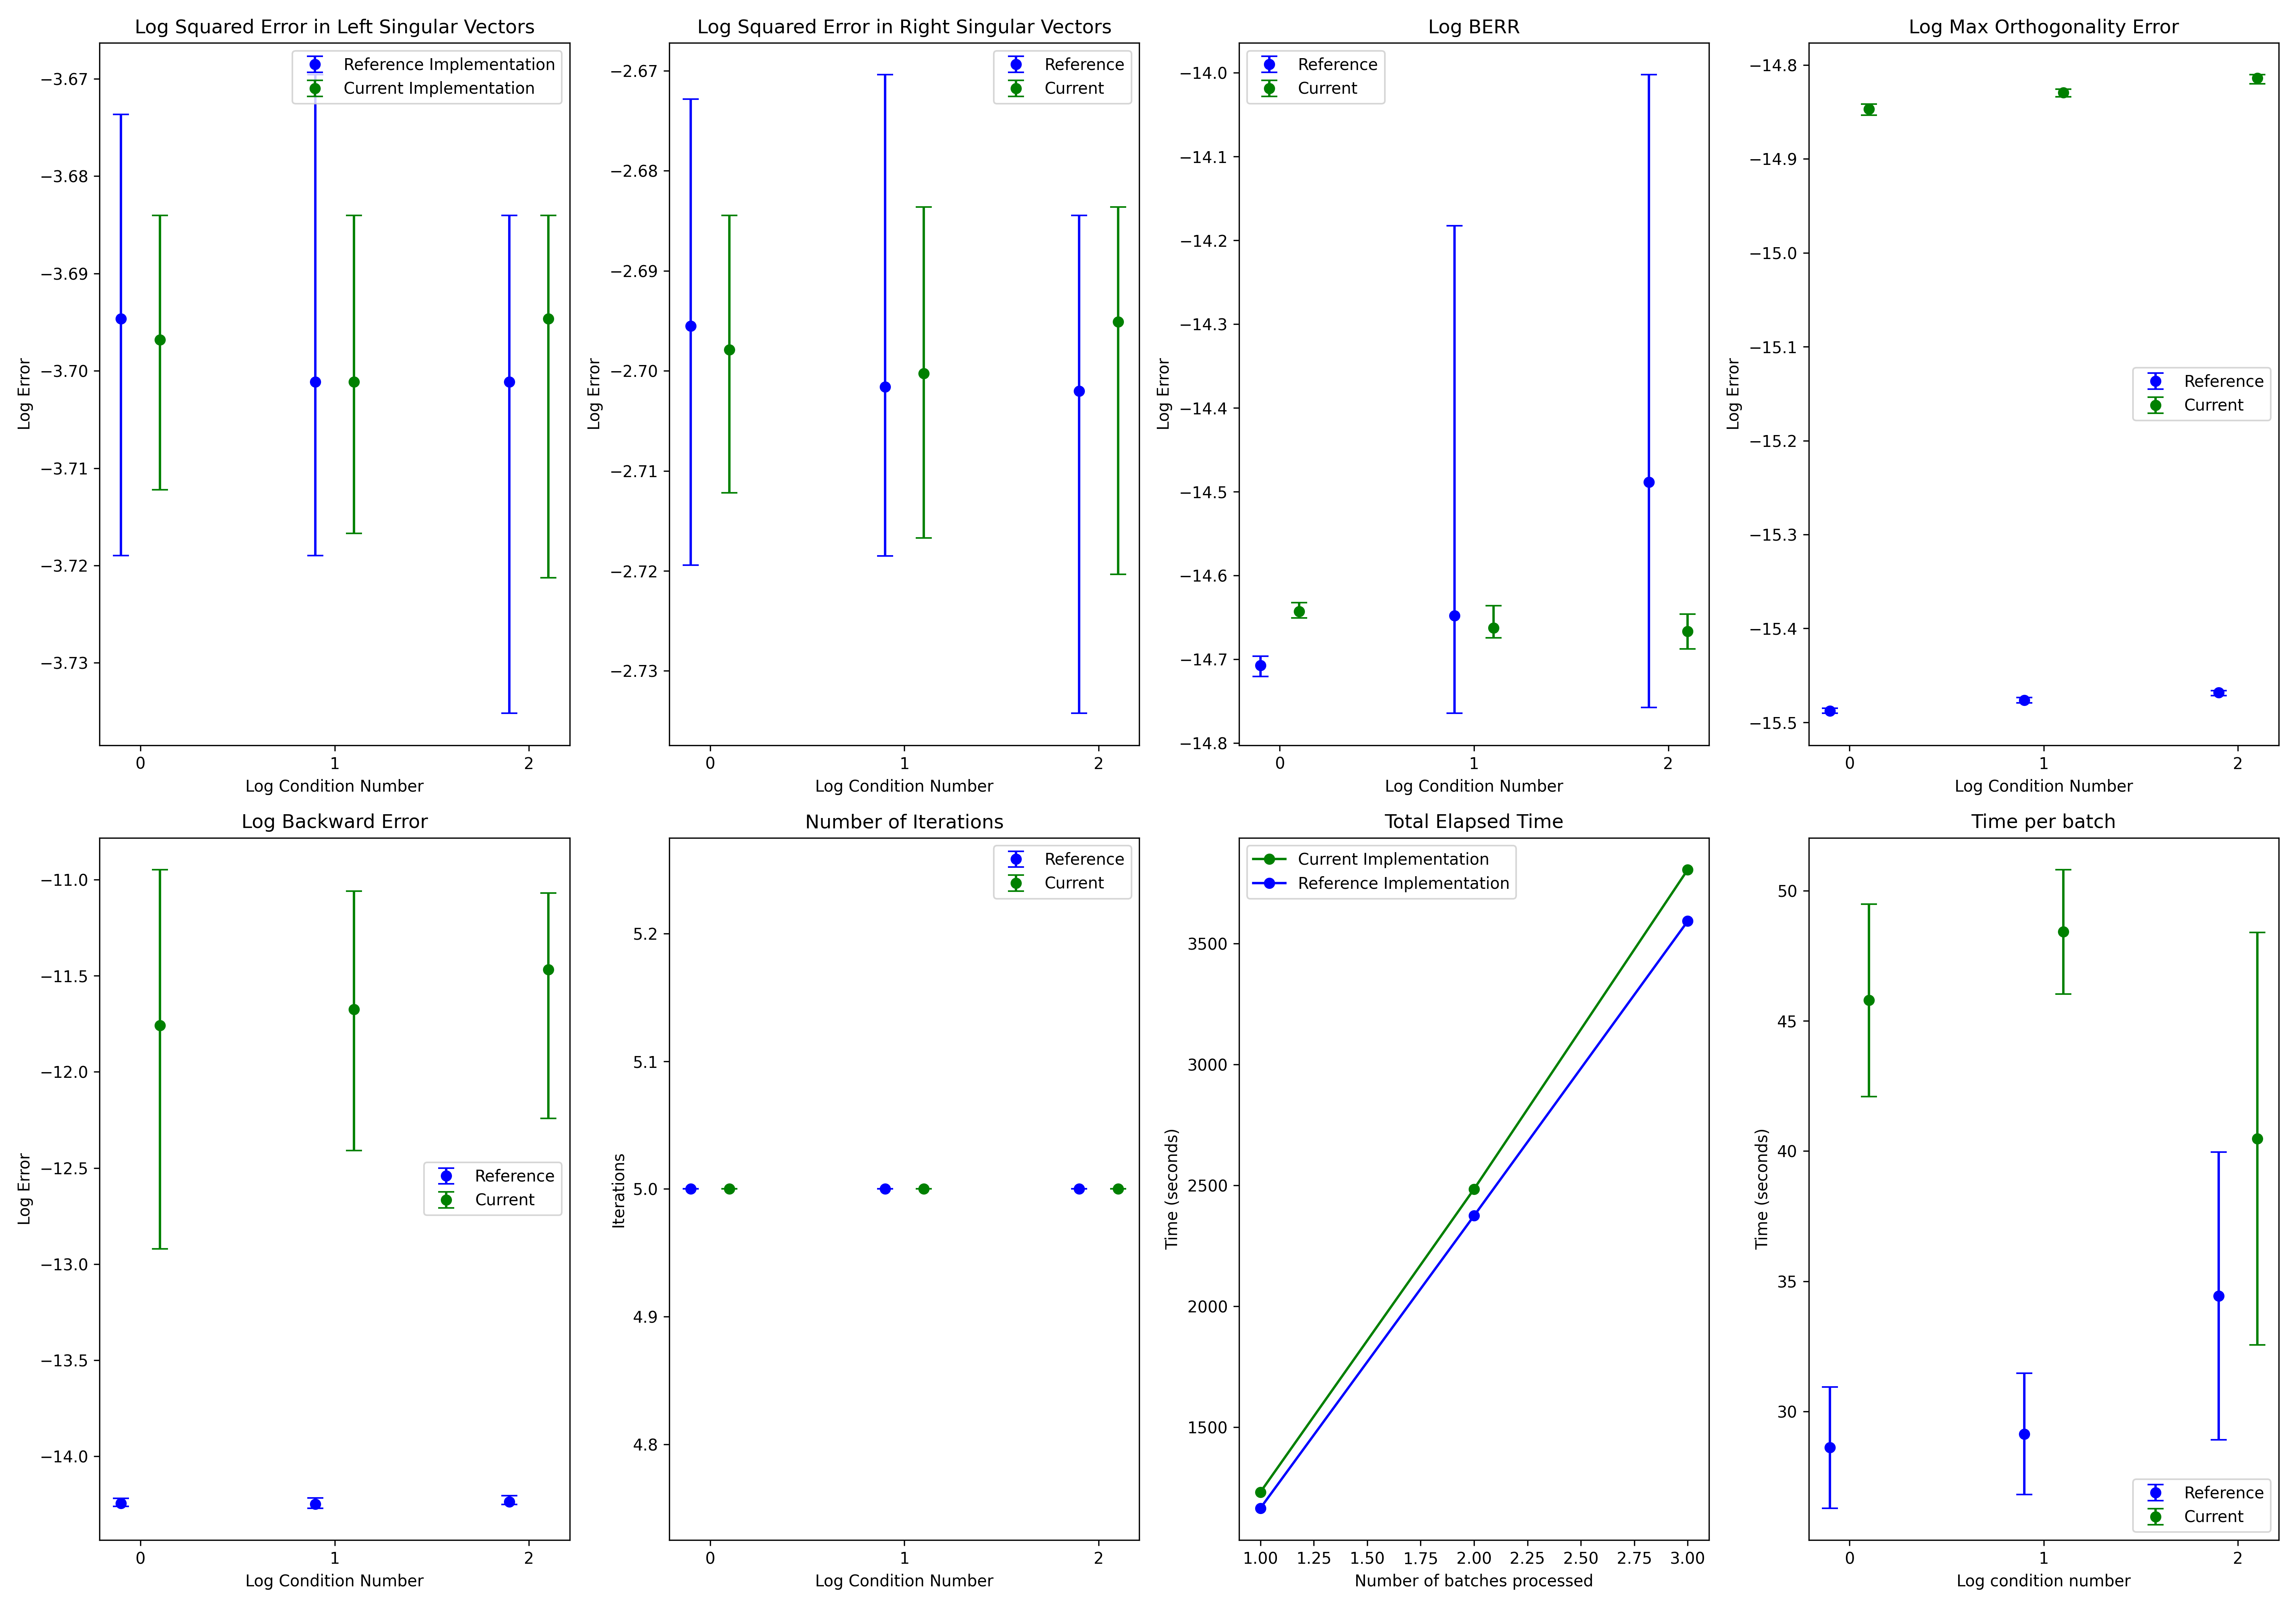 Log Squared Error in Left Singular Vectors
Reference Implementation
Current Implementation
−3.67
−3.68
−3.69
−3.70
−3.71
−3.72
−3.73
Log Error
0
1
2
Log Condition Number
Log Squared Error in Right Singular Vectors
Reference
Current
−2.67
−2.68
−2.69
−2.70
−2.71
−2.72
−2.73
Log Error
0
1
2
Log Condition Number
Log BERR
Reference
Current
−14.0
−14.1
−14.2
−14.3
−14.4
−14.5
−14.6
−14.7
−14.8
Log Error
0
1
2
Log Condition Number
Log Max Orthogonality Error
−14.8
−14.9
−15.0
−15.1
−15.2
−15.3
−15.4
−15.5
Log Error
Reference
Current
0
1
2
Log Condition Number
Log Backward Error
−11.0
−11.5
−12.0
−12.5
−13.0
−13.5
−14.0
Log Error
Reference
Current
0
1
2
Log Condition Number
Number of Iterations
Reference
Current
5.2
5.1
5.0
4.9
4.8
Iterations
0
1
2
Log Condition Number
Total Elapsed Time
Current Implementation
Reference Implementation
3500
3000
2500
2000
1500
Time (seconds)
1.00
1.25
1.50
1.75
2.00
2.25
2.50
2.75
3.00
Number of batches processed
Time per batch
50
45
40
35
30
Time (seconds)
Reference
Current
0
1
2
Log condition number